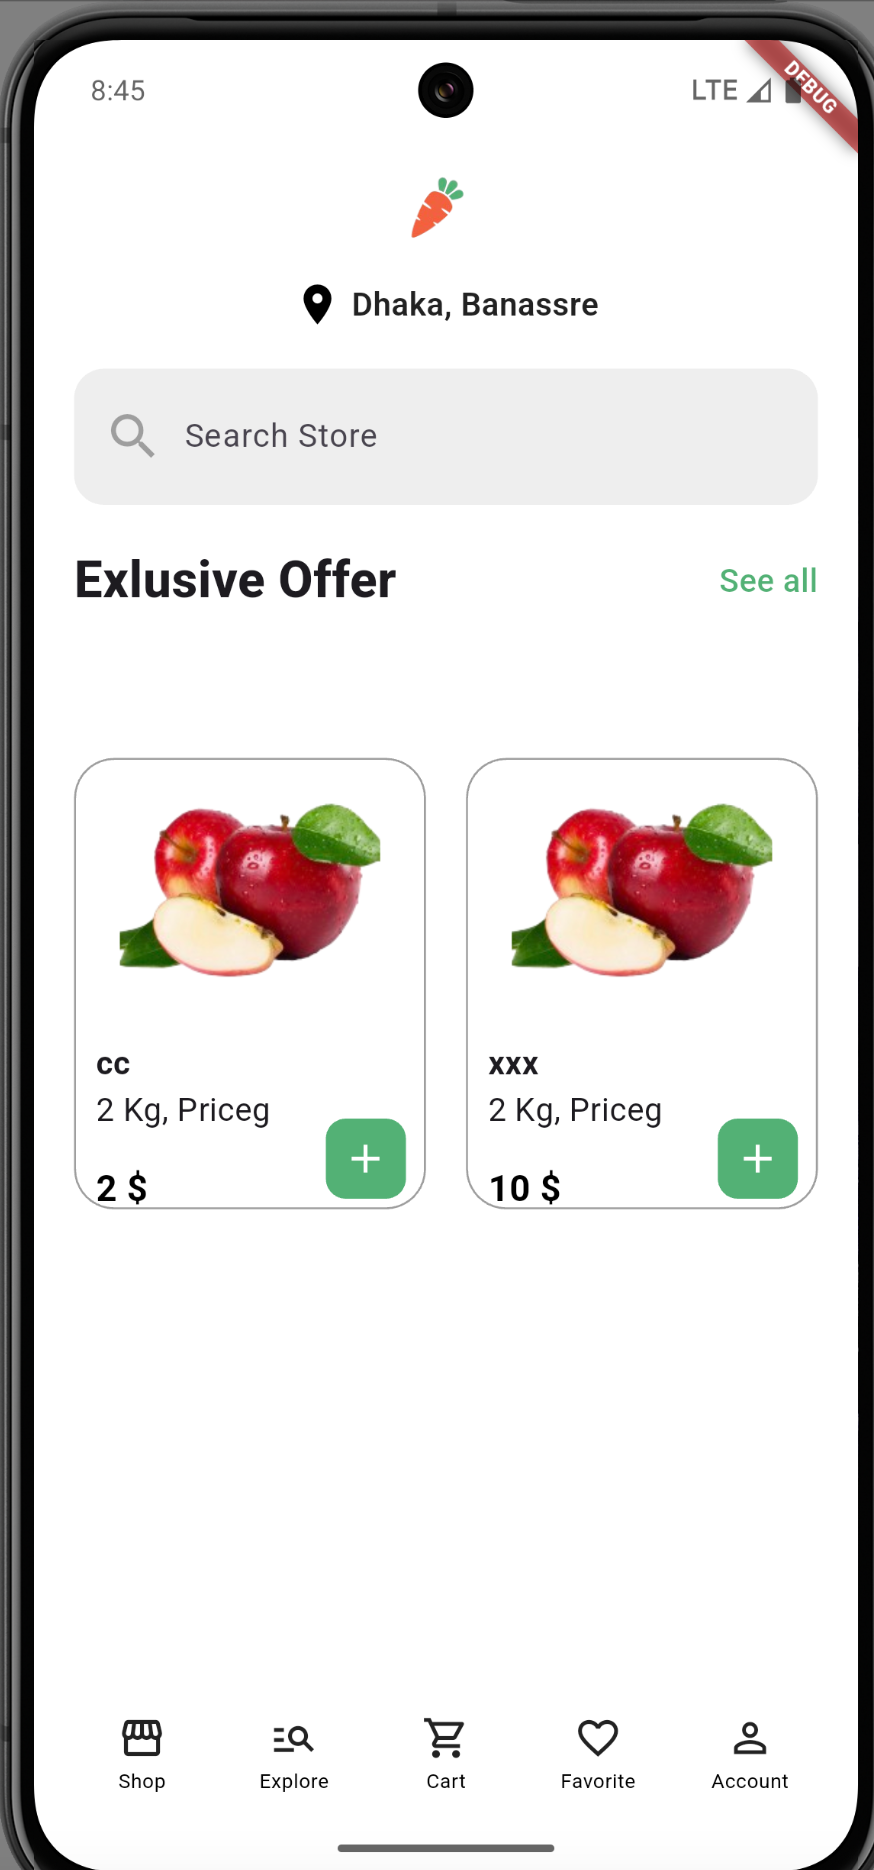 8:45
LTE
DEBUG
Dhaka, Banassre
Search Store
Exlusive Offer
See all
cc
xxx
2 Kg, Priceg
2 Kg, Priceg
2 $
10 $
Shop
Explore
Cart
Favorite
Account